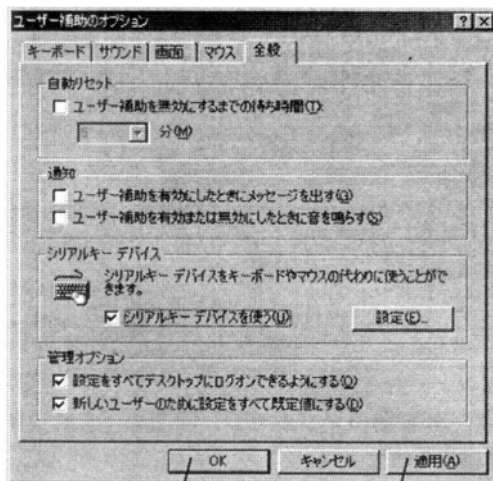 ユーザー補助のオプション
キーボード サウンド 画面 マウス 全般
自動リセット
ユーザー補助を無効にするまでの待ち時間(T):
5 分(M)
通知
ユーザー補助を有効にしたときにメッセージを出す(G)
ユーザー補助を有効または無効にしたときに音を鳴らす(S)
シリアルキー デバイス
シリアルキー デバイスをキーボードやマウスの代わりに使うことがで
きます。
シリアルキー デバイスを使う(U) 設定(E)...
管理オプション
設定をすべてデスクトップにログオンできるようにする(O)
新しいユーザーのために設定をすべて既定値にする(D)
OK キャンセル 適用(A)